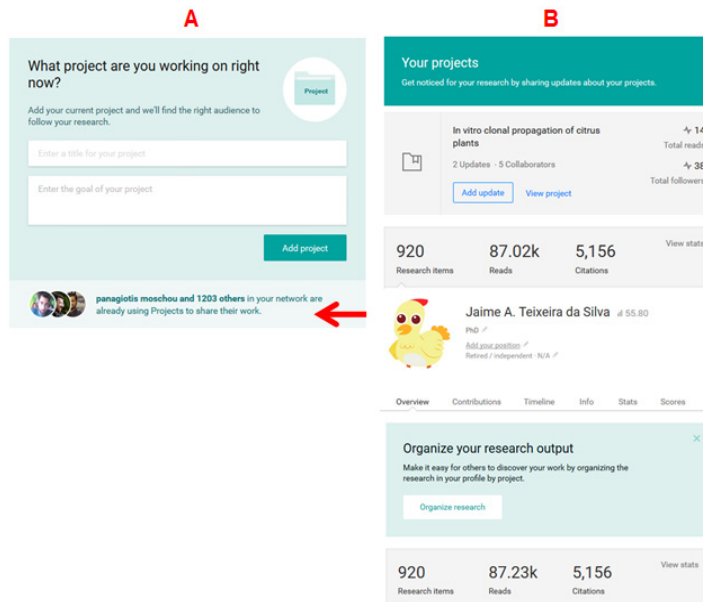 A
What project are you working on right
now?
Project
Add your current project and we'll find the right audience to
follow your research.
Enter a title for your project
Enter the goal of your project
Add project
panagiotis moschou and 1203 others in your network are
already using Projects to share their work.
B
Your projects
Get noticed for your research by sharing updates about your projects.
In vitro clonal propagation of citrus
plants
14
Total reads
2 Updates · 5 Collaborators
38
Total followers
Add update View project
920 87.02k 5,156 View stats
Research items Reads Citations
Jaime A. Teixeira da Silva 55.80
PhD
Add your position
Retired / independent · N/A
Overview Contributions Timeline Info Stats Scores
Organize your research output
Make it easy for others to discover your work by organizing the
research in your profile by project.
Organize research
920 87.23k 5,156 View stats
Research items Reads Citations